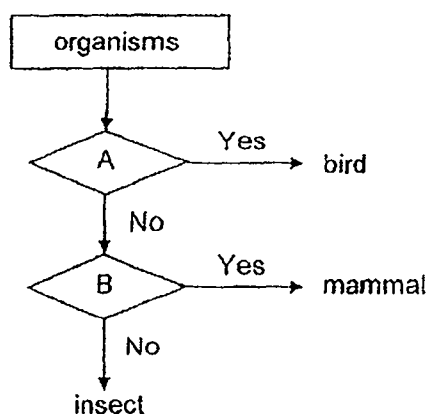 organisms
A
Yes
bird
No
B
Yes
mammal
No
insect